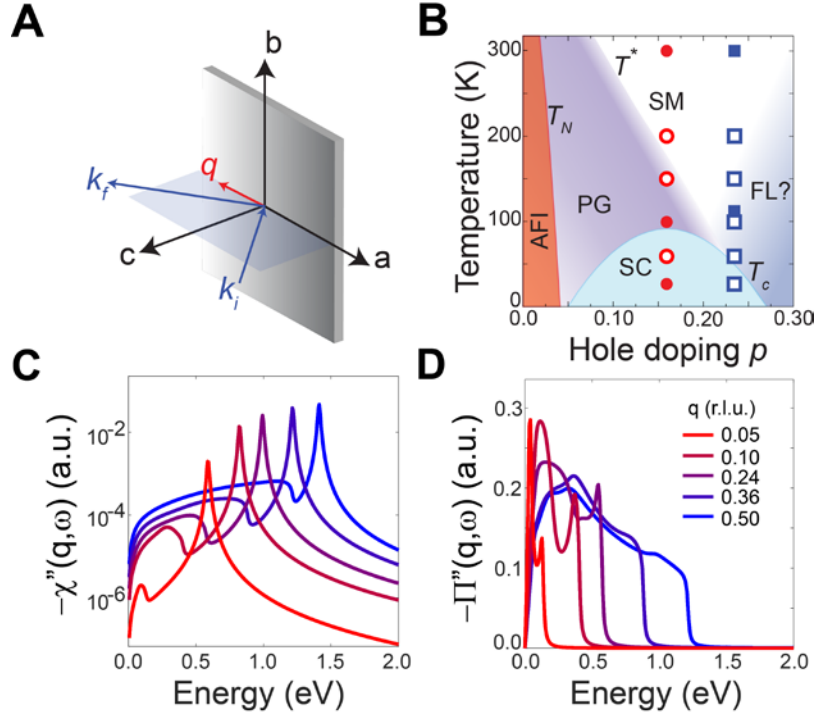 A
b
q
k_f
c
a
k_i
B
Temperature (K)
300
200
100
0
T*
SM
T_N
PG
FL?
AFI
SC
T_c
0.0
0.10
0.20
0.30
Hole doping p
C
-χ"(q,ω) (a.u.)
10^-2
10^-4
10^-6
0.0
0.5
1.0
1.5
2.0
Energy (eV)
D
-Π"(q,ω) (a.u.)
0.3
0.2
0.1
0.0
q (r.l.u.)
0.05
0.10
0.24
0.36
0.50
0.0
0.5
1.0
1.5
2.0
Energy (eV)